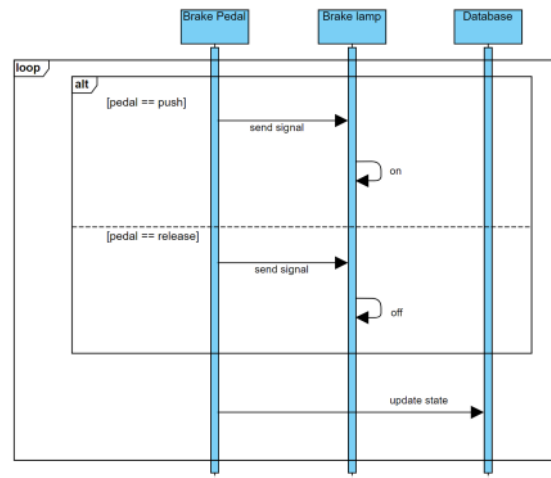 Brake Pedal
Brake lamp
Database
loop
alt
[pedal == push]
send signal
on
[pedal == release]
send signal
off
update state